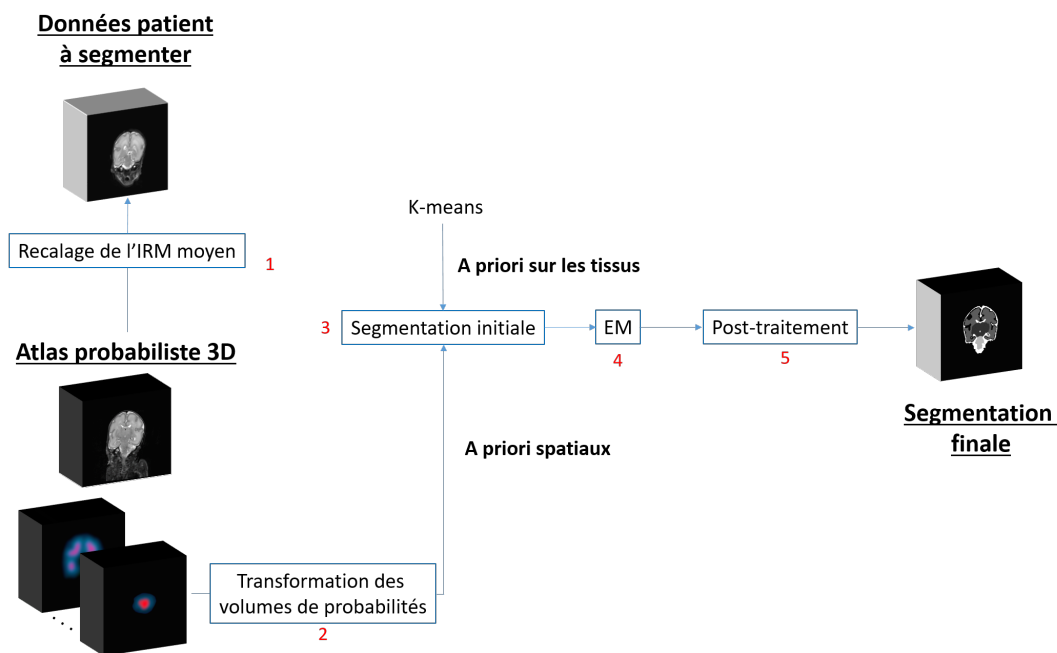 Données patient
à segmenter
Recalage de l'IRM moyen
1
Atlas probabiliste 3D
Transformation des
volumes de probabilités
2
K-means
A priori sur les tissus
3
Segmentation initiale
A priori spatiaux
EM
4
Post-traitement
5
Segmentation
finale